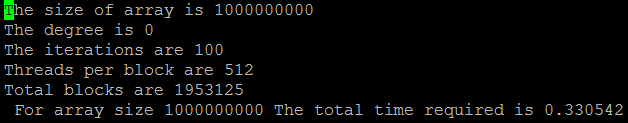 The size of array is 1000000000
The degree is 0
The iterations are 100
Threads per block are 512
Total blocks are 1953125
For array size 1000000000 The total time required is 0.330542